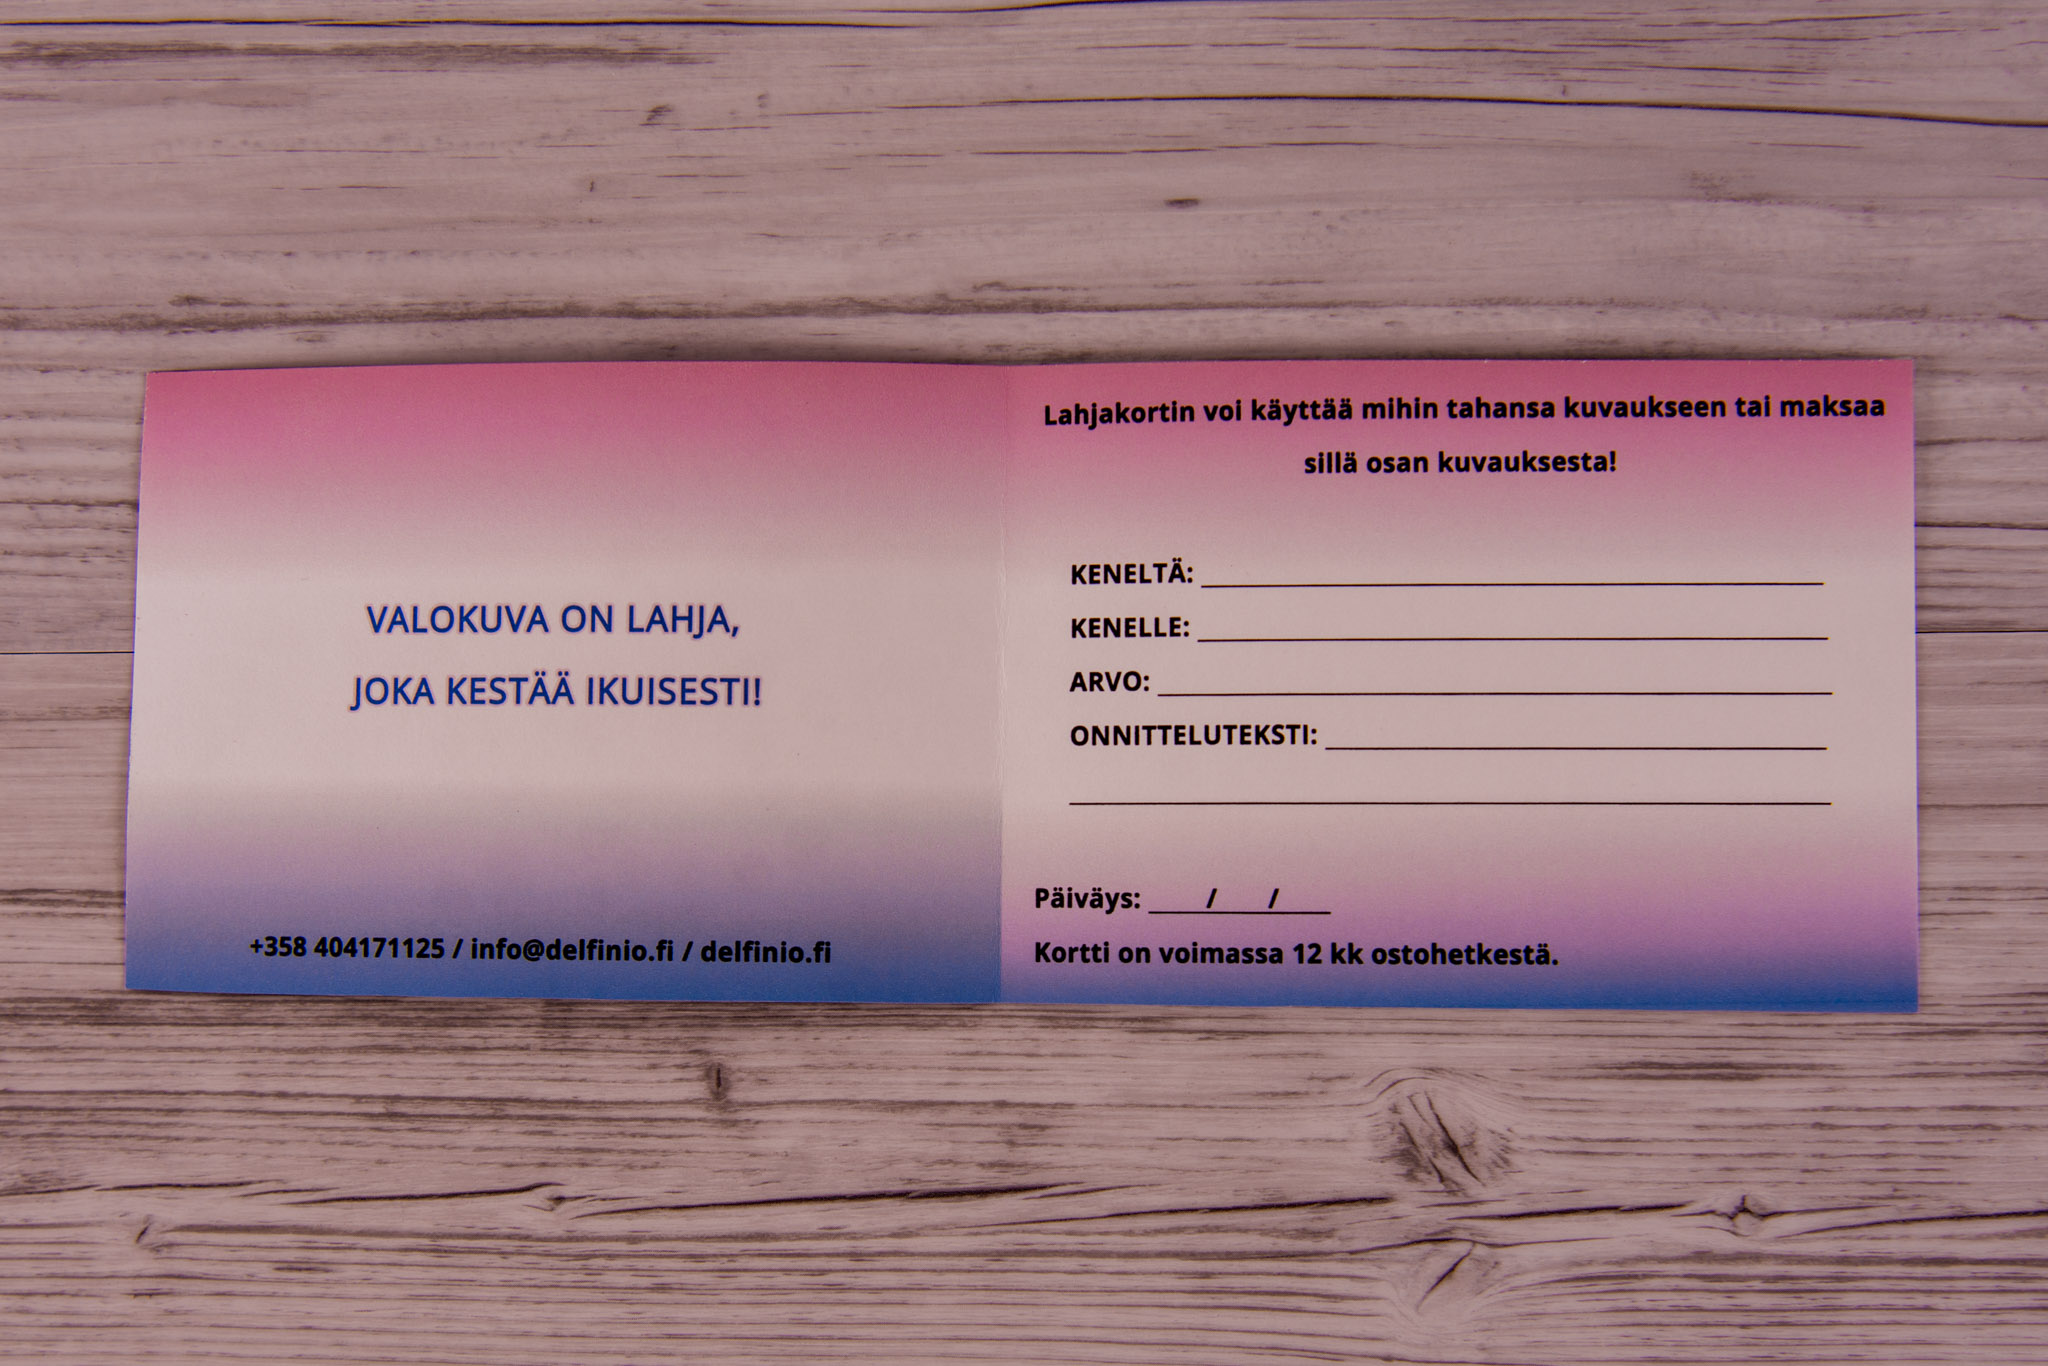 VALOKUVA ON LAHJA,
JOKA KESTÄÄ IKUISESTI!
+358 404171125 / info@delfinio.fi / delfinio.fi
Lahjakortin voi käyttää mihin tahansa kuvaukseen tai maksaa
sillä osan kuvauksesta!
KENELTÄ:
KENELLE:
ARVO:
ONNITTELUTEKSTI:
Päiväys: / /
Kortti on voimassa 12 kk ostohetkestä.